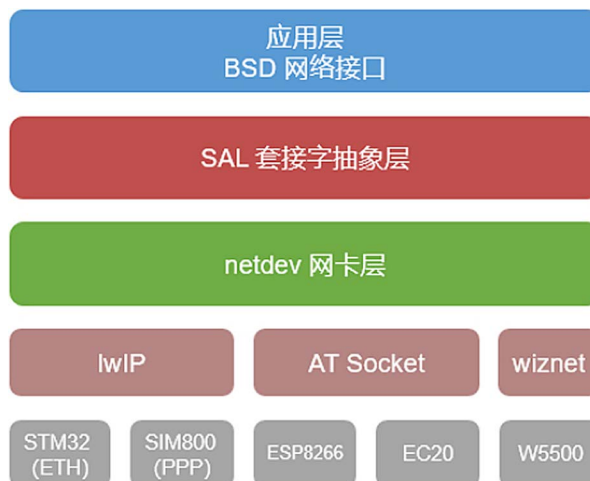 应用层
BSD 网络接口
SAL 套接字抽象层
netdev 网卡层
lwIP
AT Socket
wiznet
STM32
(ETH)
SIM800
(PPP)
ESP8266
EC20
W5500